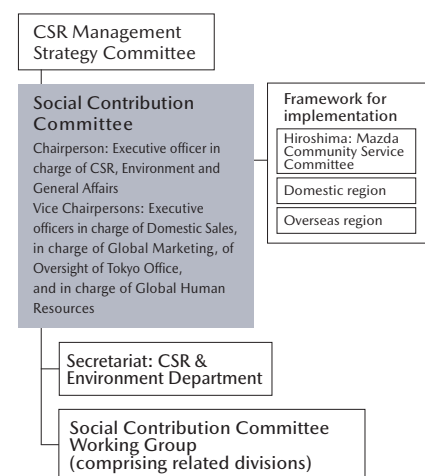 CSR Management
Strategy Committee
Social Contribution
Committee
Chairperson: Executive officer in
charge of CSR, Environment and
General Affairs
Vice Chairpersons: Executive
officers in charge of Domestic Sales,
in charge of Global Marketing, of
Oversight of Tokyo Office,
and in charge of Global Human
Resources
Framework for
implementation
Hiroshima: Mazda
Community Service
Committee
Domestic region
Overseas region
Secretariat: CSR &
Environment Department
Social Contribution Committee
Working Group
(comprising related divisions)